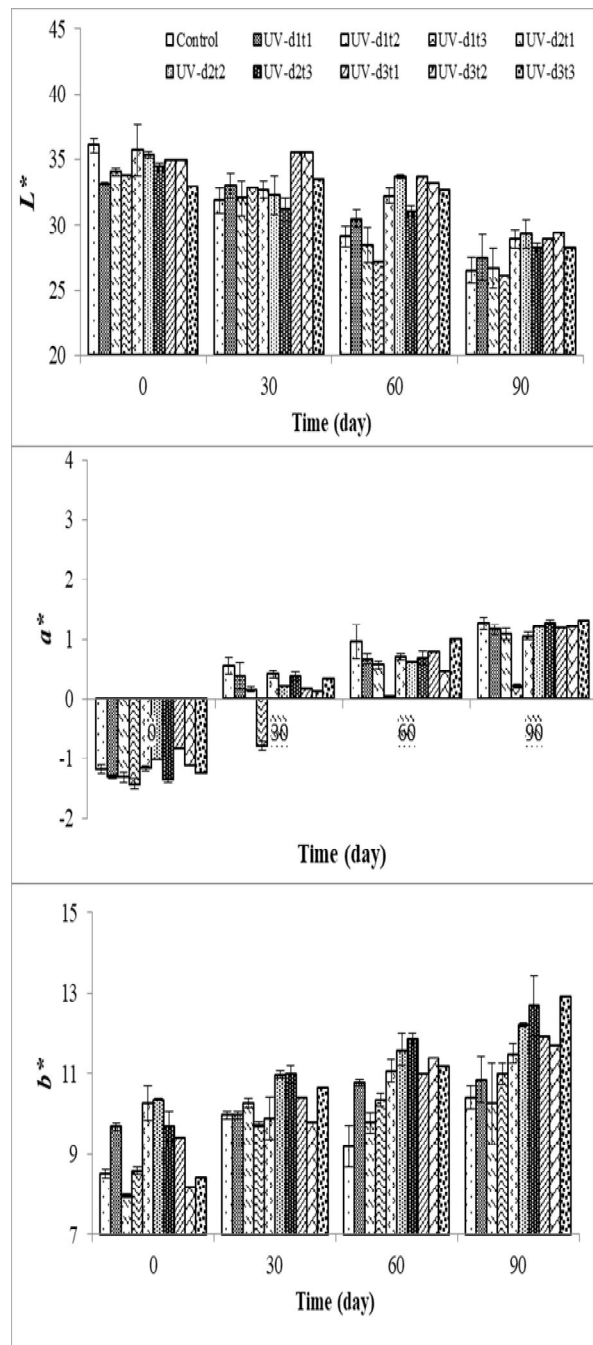 45
40
35
30
25
20
L*
Control UV-d1t1 UV-d1t2 UV-d1t3 UV-d2t1
UV-d2t2 UV-d2t3 UV-d3t1 UV-d3t2 UV-d3t3
0 30 60 90
Time (day)
4
3
2
1
0
-1
-2
a*
0 30 60 90
Time (day)
15
13
11
9
7
b*
0 30 60 90
Time (day)